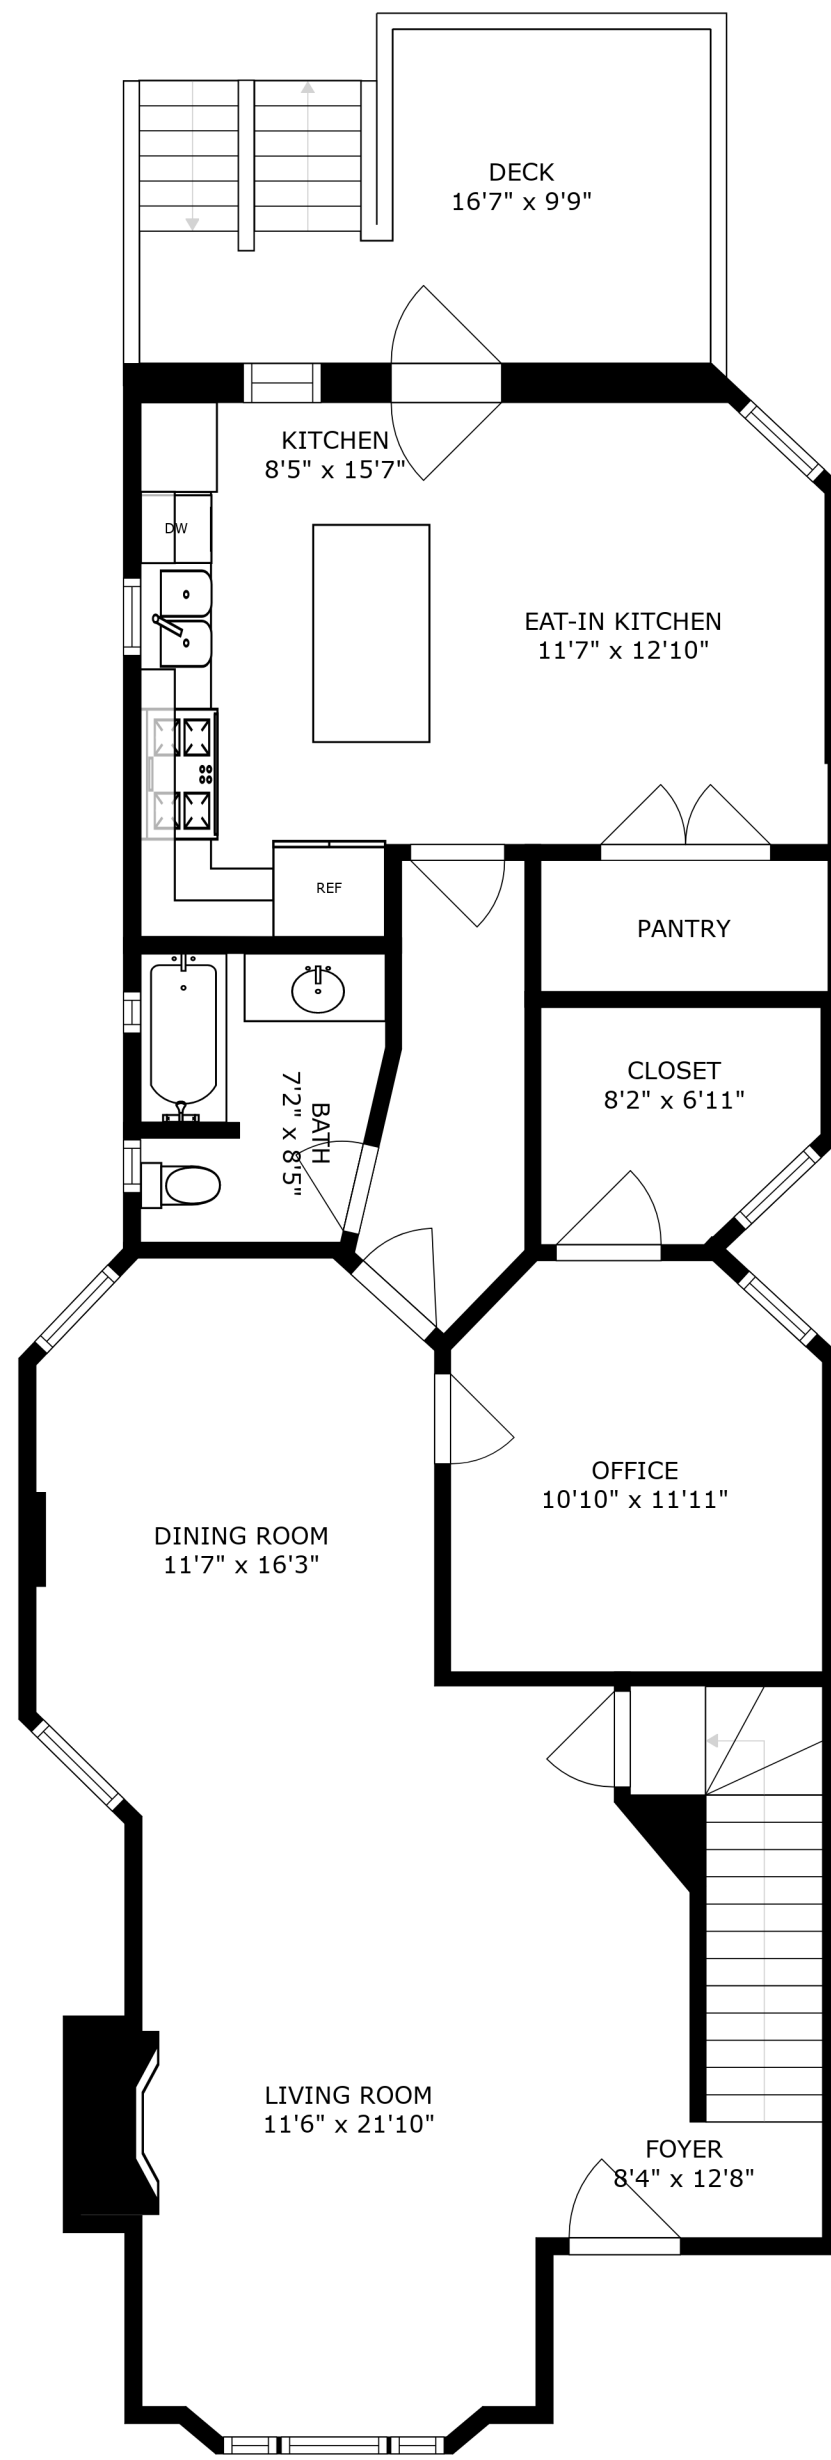 DECK
16'7" x 9'9"
KITCHEN
8'5" x 15'7"
DW
EAT-IN KITCHEN
11'7" x 12'10"
REF
PANTRY
CLOSET
8'2" x 6'11"
BATH
7'2" x 8'5"
OFFICE
10'10" x 11'11"
DINING ROOM
11'7" x 16'3"
LIVING ROOM
11'6" x 21'10"
FOYER
8'4" x 12'8"